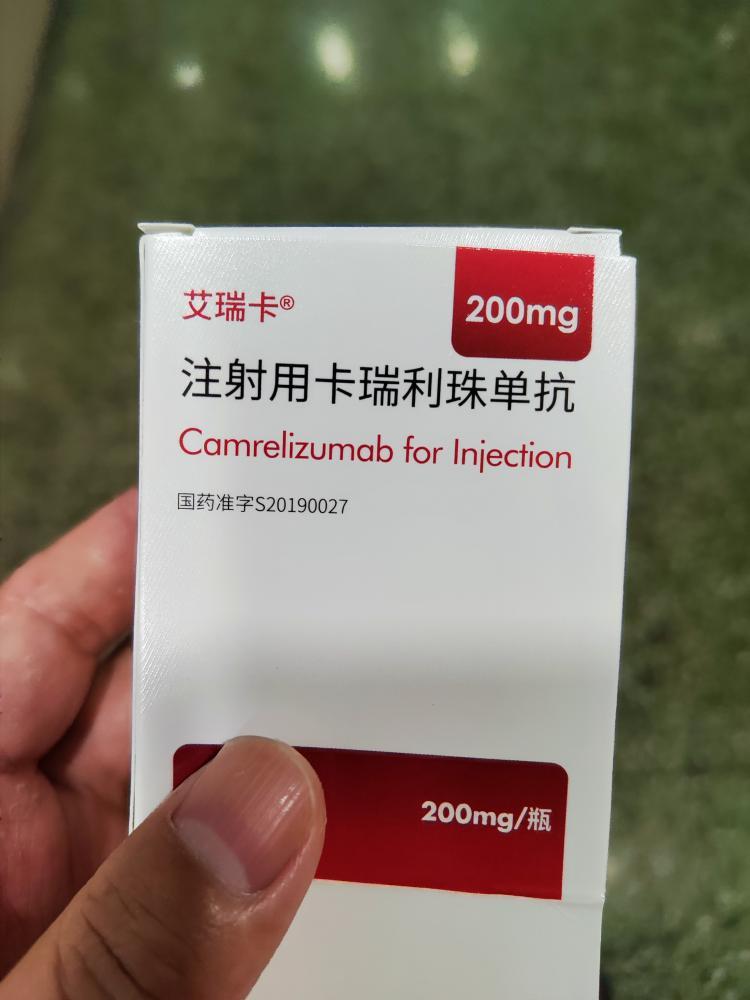 艾瑞卡®
200mg
注射用卡瑞利珠单抗
Camrelizumab for Injection
国药准字S20190027
200mg/瓶